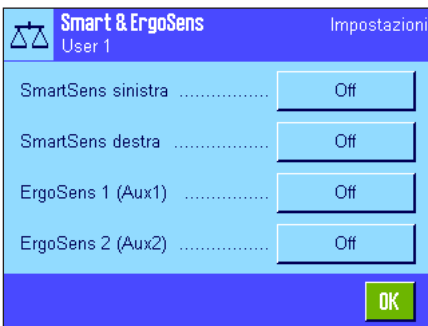 Smart & ErgoSens Impostazioni
User 1
SmartSens sinistra ................ Off
SmartSens destra ................ Off
ErgoSens 1 (Aux1) ............... Off
ErgoSens 2 (Aux2) ................ Off
OK